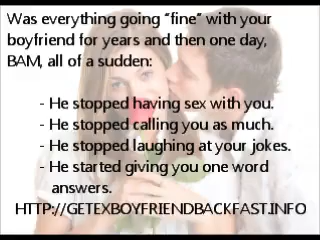 Was everything going "fine" with your
boyfriend for years and then one day,
BAM, all of a sudden:
- He stopped having sex with you.
- He stopped calling you as much.
- He stopped laughing at your jokes.
- He started giving you one word
answers.
HTTP://GETEXBOYFRIENDBACKFAST.INFO